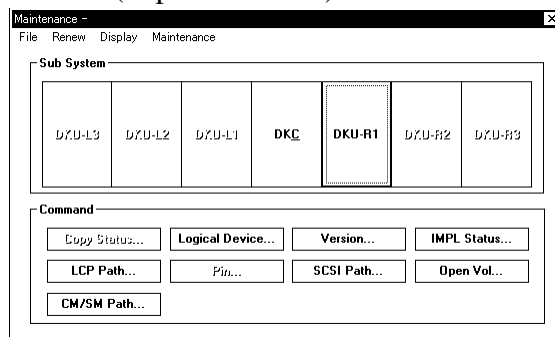 Maintenance -
File Renew Display Maintenance
Sub System
DKU-L3 DKU-L2 DKU-L1 DKC DKU-R1 DKU-R2 DKU-R3
Command
Copy Status... Logical Device... Version... IMPL Status...
LCP Path... Pin... SCSI Path... Open Vol...
CM/SM Path...